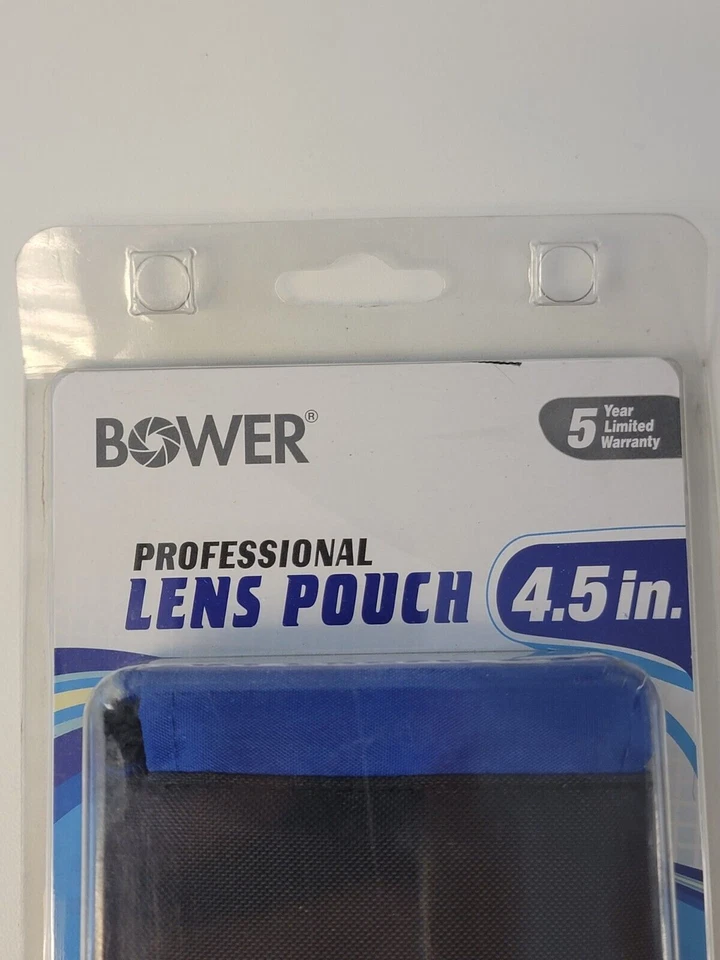 BOWER®
5 Year
Limited
Warranty
PROFESSIONAL
LENS POUCH
4.5 in.